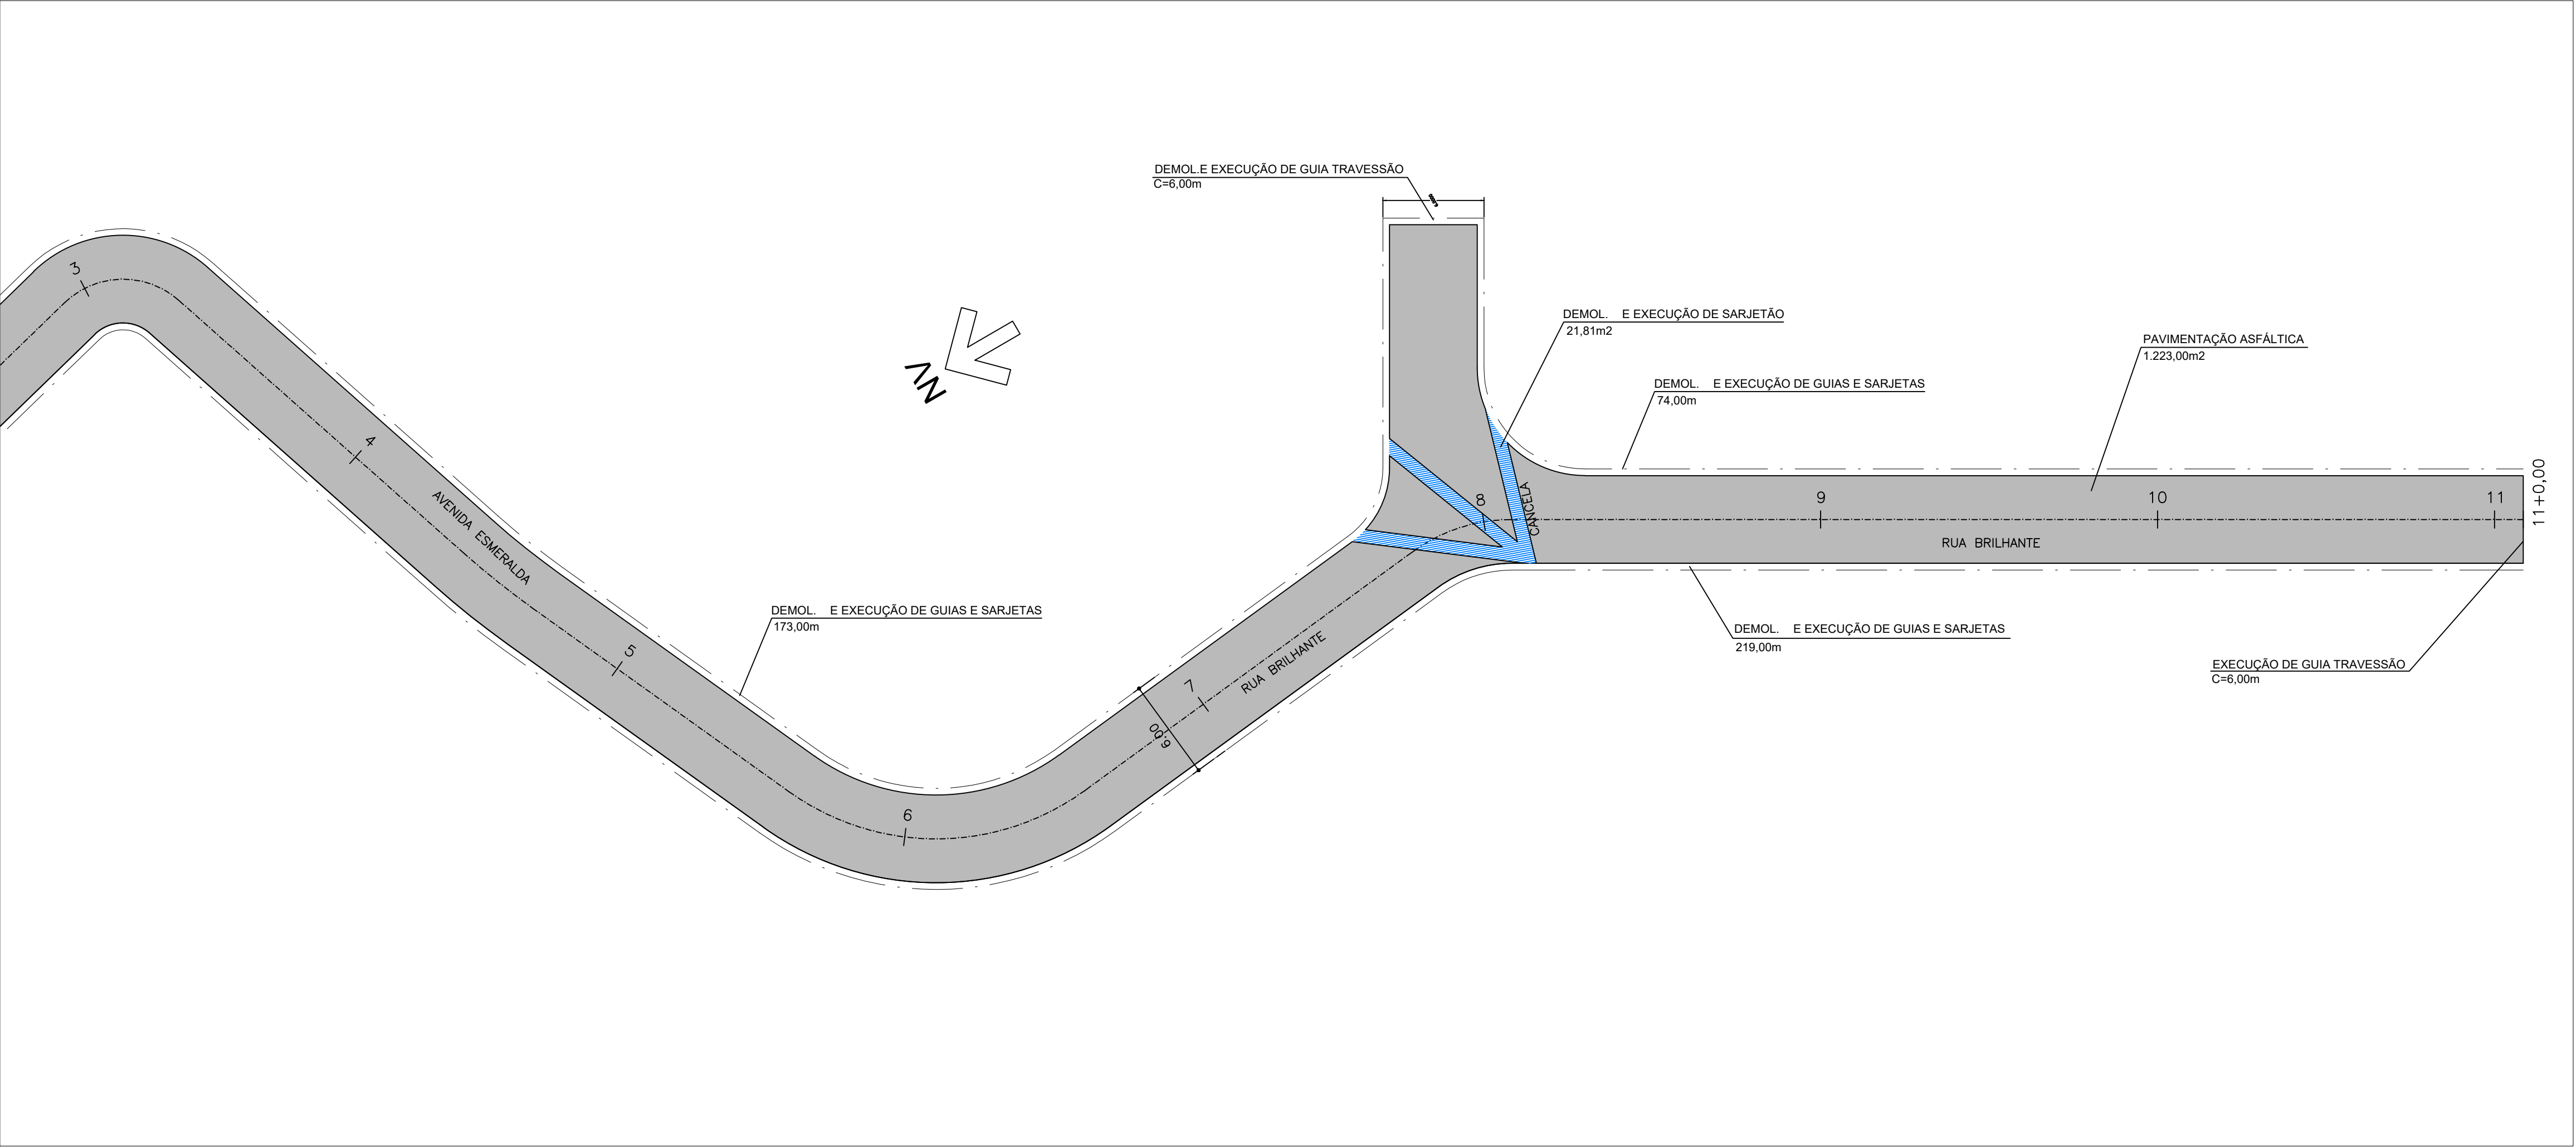 DEMOL.E EXECUÇÃO DE GUIA TRAVESSÃO
C=6,00m
3
DEMOL. E EXECUÇÃO DE SARJETÃO
21,81m2
PAVIMENTAÇÃO ASFÁLTICA
1.223,00m2
NV
DEMOL. E EXECUÇÃO DE GUIAS E SARJETAS
74,00m
4
AVENIDA ESMERALDA
8
CANCELA
9
10
11
11+0,00
RUA BRILHANTE
DEMOL. E EXECUÇÃO DE GUIAS E SARJETAS
173,00m
5
DEMOL. E EXECUÇÃO DE GUIAS E SARJETAS
219,00m
RUA BRILHANTE
7
6,00
EXECUÇÃO DE GUIA TRAVESSÃO
C=6,00m
6